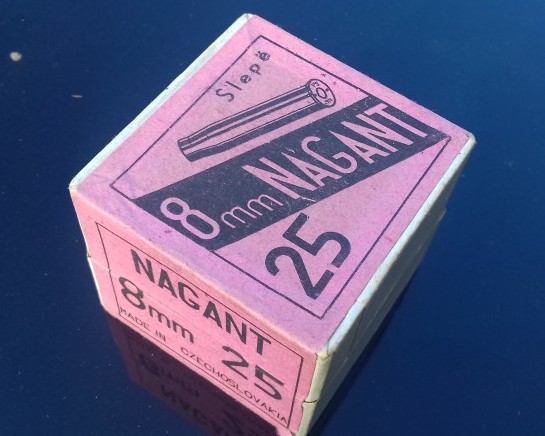 Slepé
8mm NAGANT
25
NAGANT
8mm 25
MADE IN CZECHOSLOVAKIA